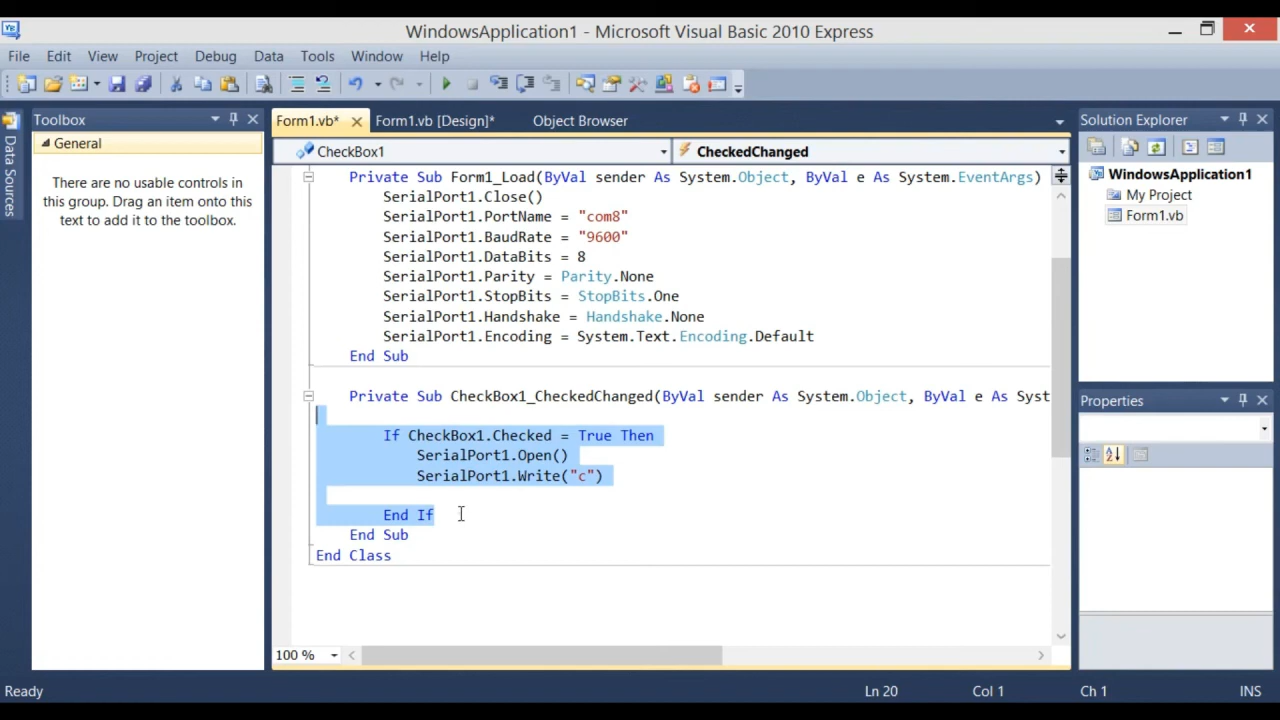 WindowsApplication1 - Microsoft Visual Basic 2010 Express
File Edit View Project Debug Data Tools Window Help
Data Sources
Toolbox
General
There are no usable controls in
this group. Drag an item onto this
text to add it to the toolbox.
Form1.vb* Form1.vb [Design]* Object Browser
CheckBox1 CheckedChanged
Private Sub Form1_Load(ByVal sender As System.Object, ByVal e As System.EventArgs)
SerialPort1.Close()
SerialPort1.PortName = "com8"
SerialPort1.BaudRate = "9600"
SerialPort1.DataBits = 8
SerialPort1.Parity = Parity.None
SerialPort1.StopBits = StopBits.One
SerialPort1.Handshake = Handshake.None
SerialPort1.Encoding = System.Text.Encoding.Default
End Sub
Private Sub CheckBox1_CheckedChanged(ByVal sender As System.Object, ByVal e As Syst
If CheckBox1.Checked = True Then
SerialPort1.Open()
SerialPort1.Write("c")
End If
End Sub
End Class
100 %
Solution Explorer
WindowsApplication1
My Project
Form1.vb
Properties
Ready Ln 20 Col 1 Ch 1 INS